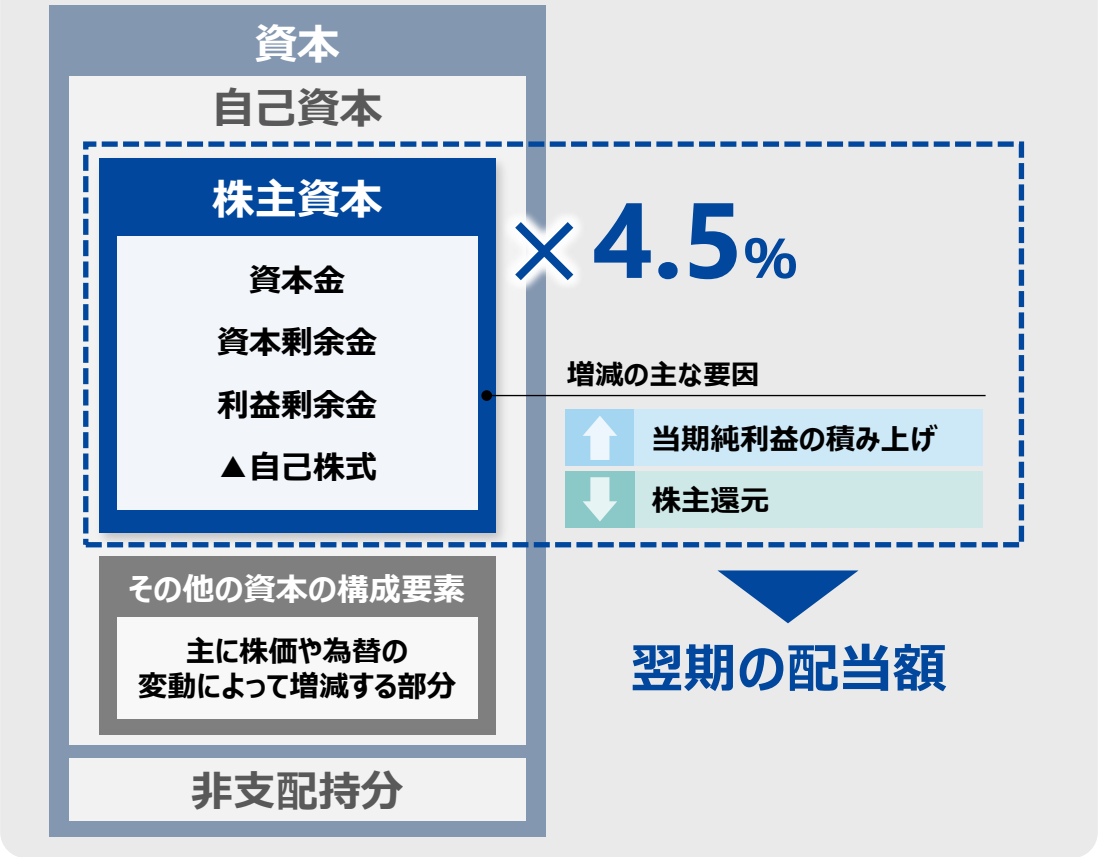 資本
自己資本
株主資本
資本金
資本剰余金
利益剰余金
▲自己株式
×4.5%
増減の主な要因
当期純利益の積み上げ
株主還元
その他の資本の構成要素
主に株価や為替の
変動によって増減する部分
翌期の配当額
非支配持分